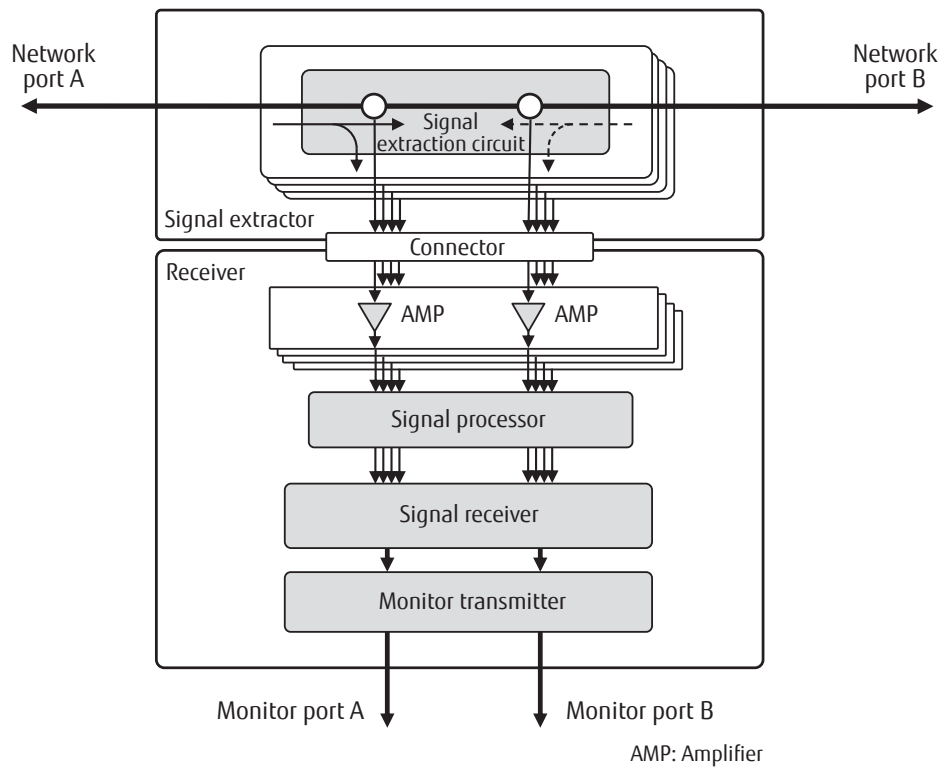 Network
port A
Network
port B
Signal
extraction circuit
Signal extractor
Connector
Receiver
AMP
AMP
Signal processor
Signal receiver
Monitor transmitter
Monitor port A
Monitor port B
AMP: Amplifier